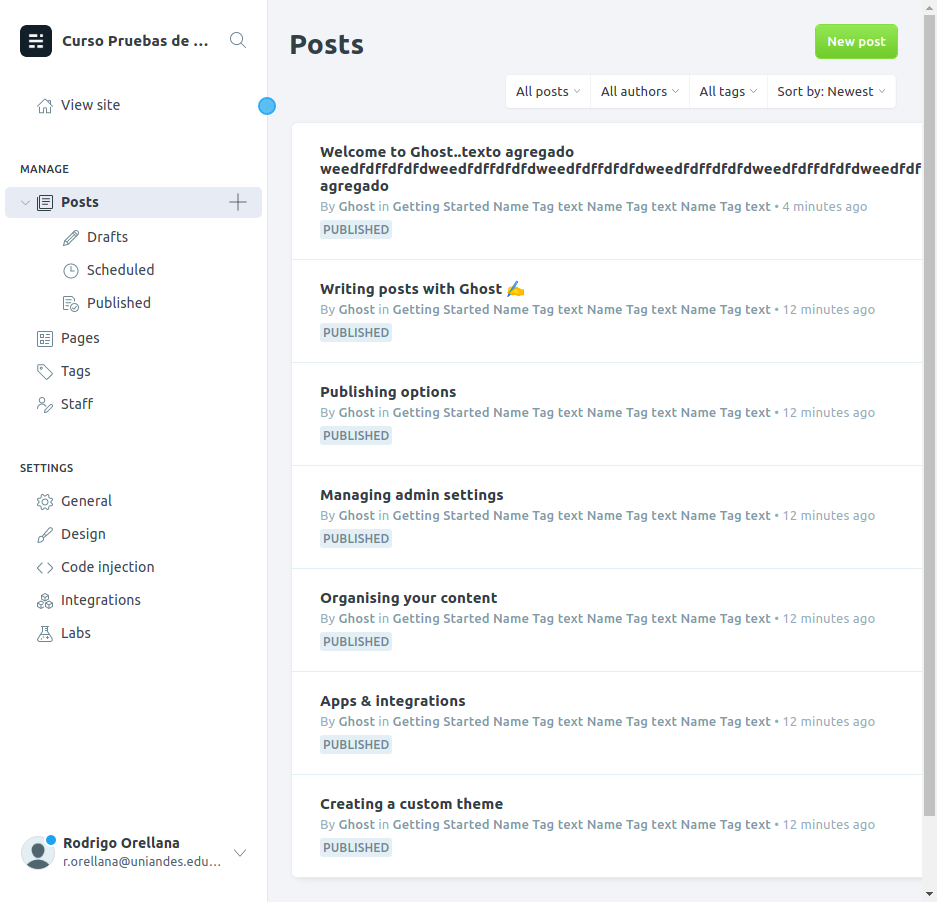 Curso Pruebas de ...
View site
MANAGE
Posts
Drafts
Scheduled
Published
Pages
Tags
Staff
SETTINGS
General
Design
Code injection
Integrations
Labs
Rodrigo Orellana
r.orellana@uniandes.edu...
Posts
New post
All posts
All authors
All tags
Sort by: Newest
Welcome to Ghost..texto agregado
weedfdffdfdfdweedfdffdfdfdweedfdffdfdfdweedfdffdfdfdweedfdffdfdfdweedfdf
agregado
By Ghost in Getting Started Name Tag text Name Tag text Name Tag text • 4 minutes ago
PUBLISHED
Writing posts with Ghost ✍️
By Ghost in Getting Started Name Tag text Name Tag text Name Tag text • 12 minutes ago
PUBLISHED
Publishing options
By Ghost in Getting Started Name Tag text Name Tag text Name Tag text • 12 minutes ago
PUBLISHED
Managing admin settings
By Ghost in Getting Started Name Tag text Name Tag text Name Tag text • 12 minutes ago
PUBLISHED
Organising your content
By Ghost in Getting Started Name Tag text Name Tag text Name Tag text • 12 minutes ago
PUBLISHED
Apps & integrations
By Ghost in Getting Started Name Tag text Name Tag text Name Tag text • 12 minutes ago
PUBLISHED
Creating a custom theme
By Ghost in Getting Started Name Tag text Name Tag text Name Tag text • 12 minutes ago
PUBLISHED